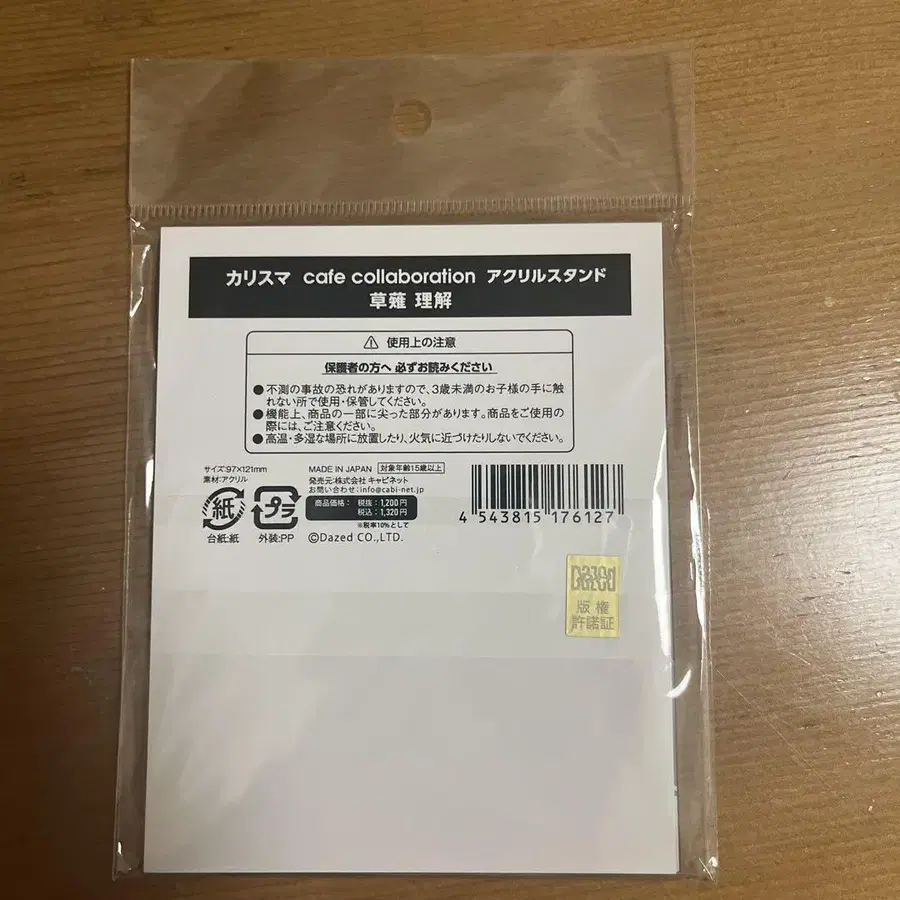 カリスマ cafe collaboration アクリルスタンド
草薙 理解
⚠ 使用上の注意
保護者の方へ 必ずお読みください
●不測の事故の恐れがありますので、3歳未満のお子様の手に触
れない所で使用・保管してください。
●機能上、商品の一部に尖った部分があります。商品をご使用の
際には、ご注意ください。
●高温・多湿な場所に放置したり、火気に近づけたりしないでください。
サイズ:97×121mm
素材:アクリル
MADE IN JAPAN 対象年齢15歳以上
発売元:株式会社 キャビネット
お問い合わせ:info@cabi-net.jp
紙 プラ
台紙:紙 外装:PP
商品価格: 税抜:1,200円
税込:1,320円
※税率10%として
©Dazed CO.,LTD.
4 543815 176127
Dazed
版権
許諾証